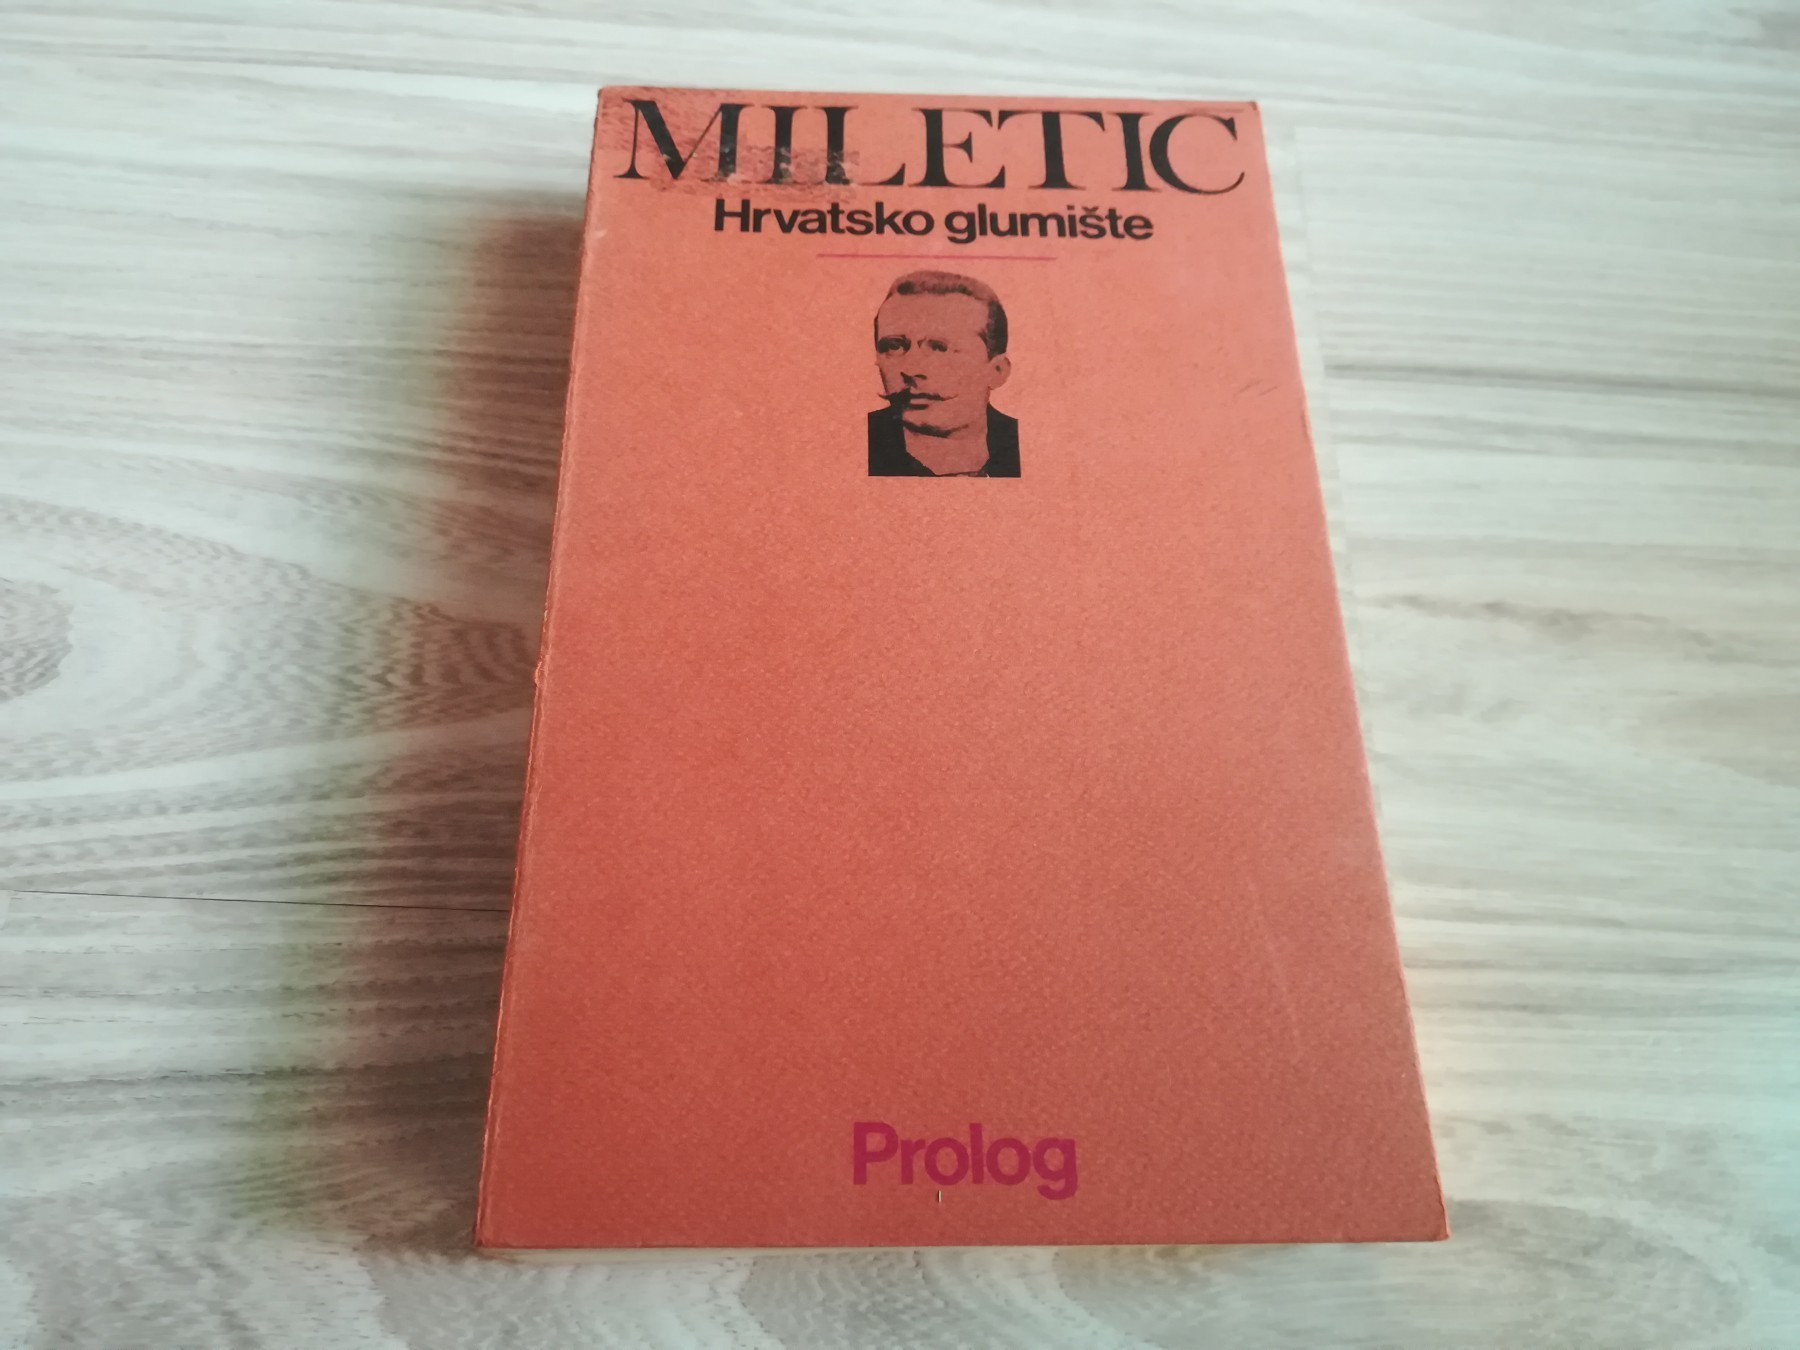 MILETIC
Hrvatsko glumište
Prolog